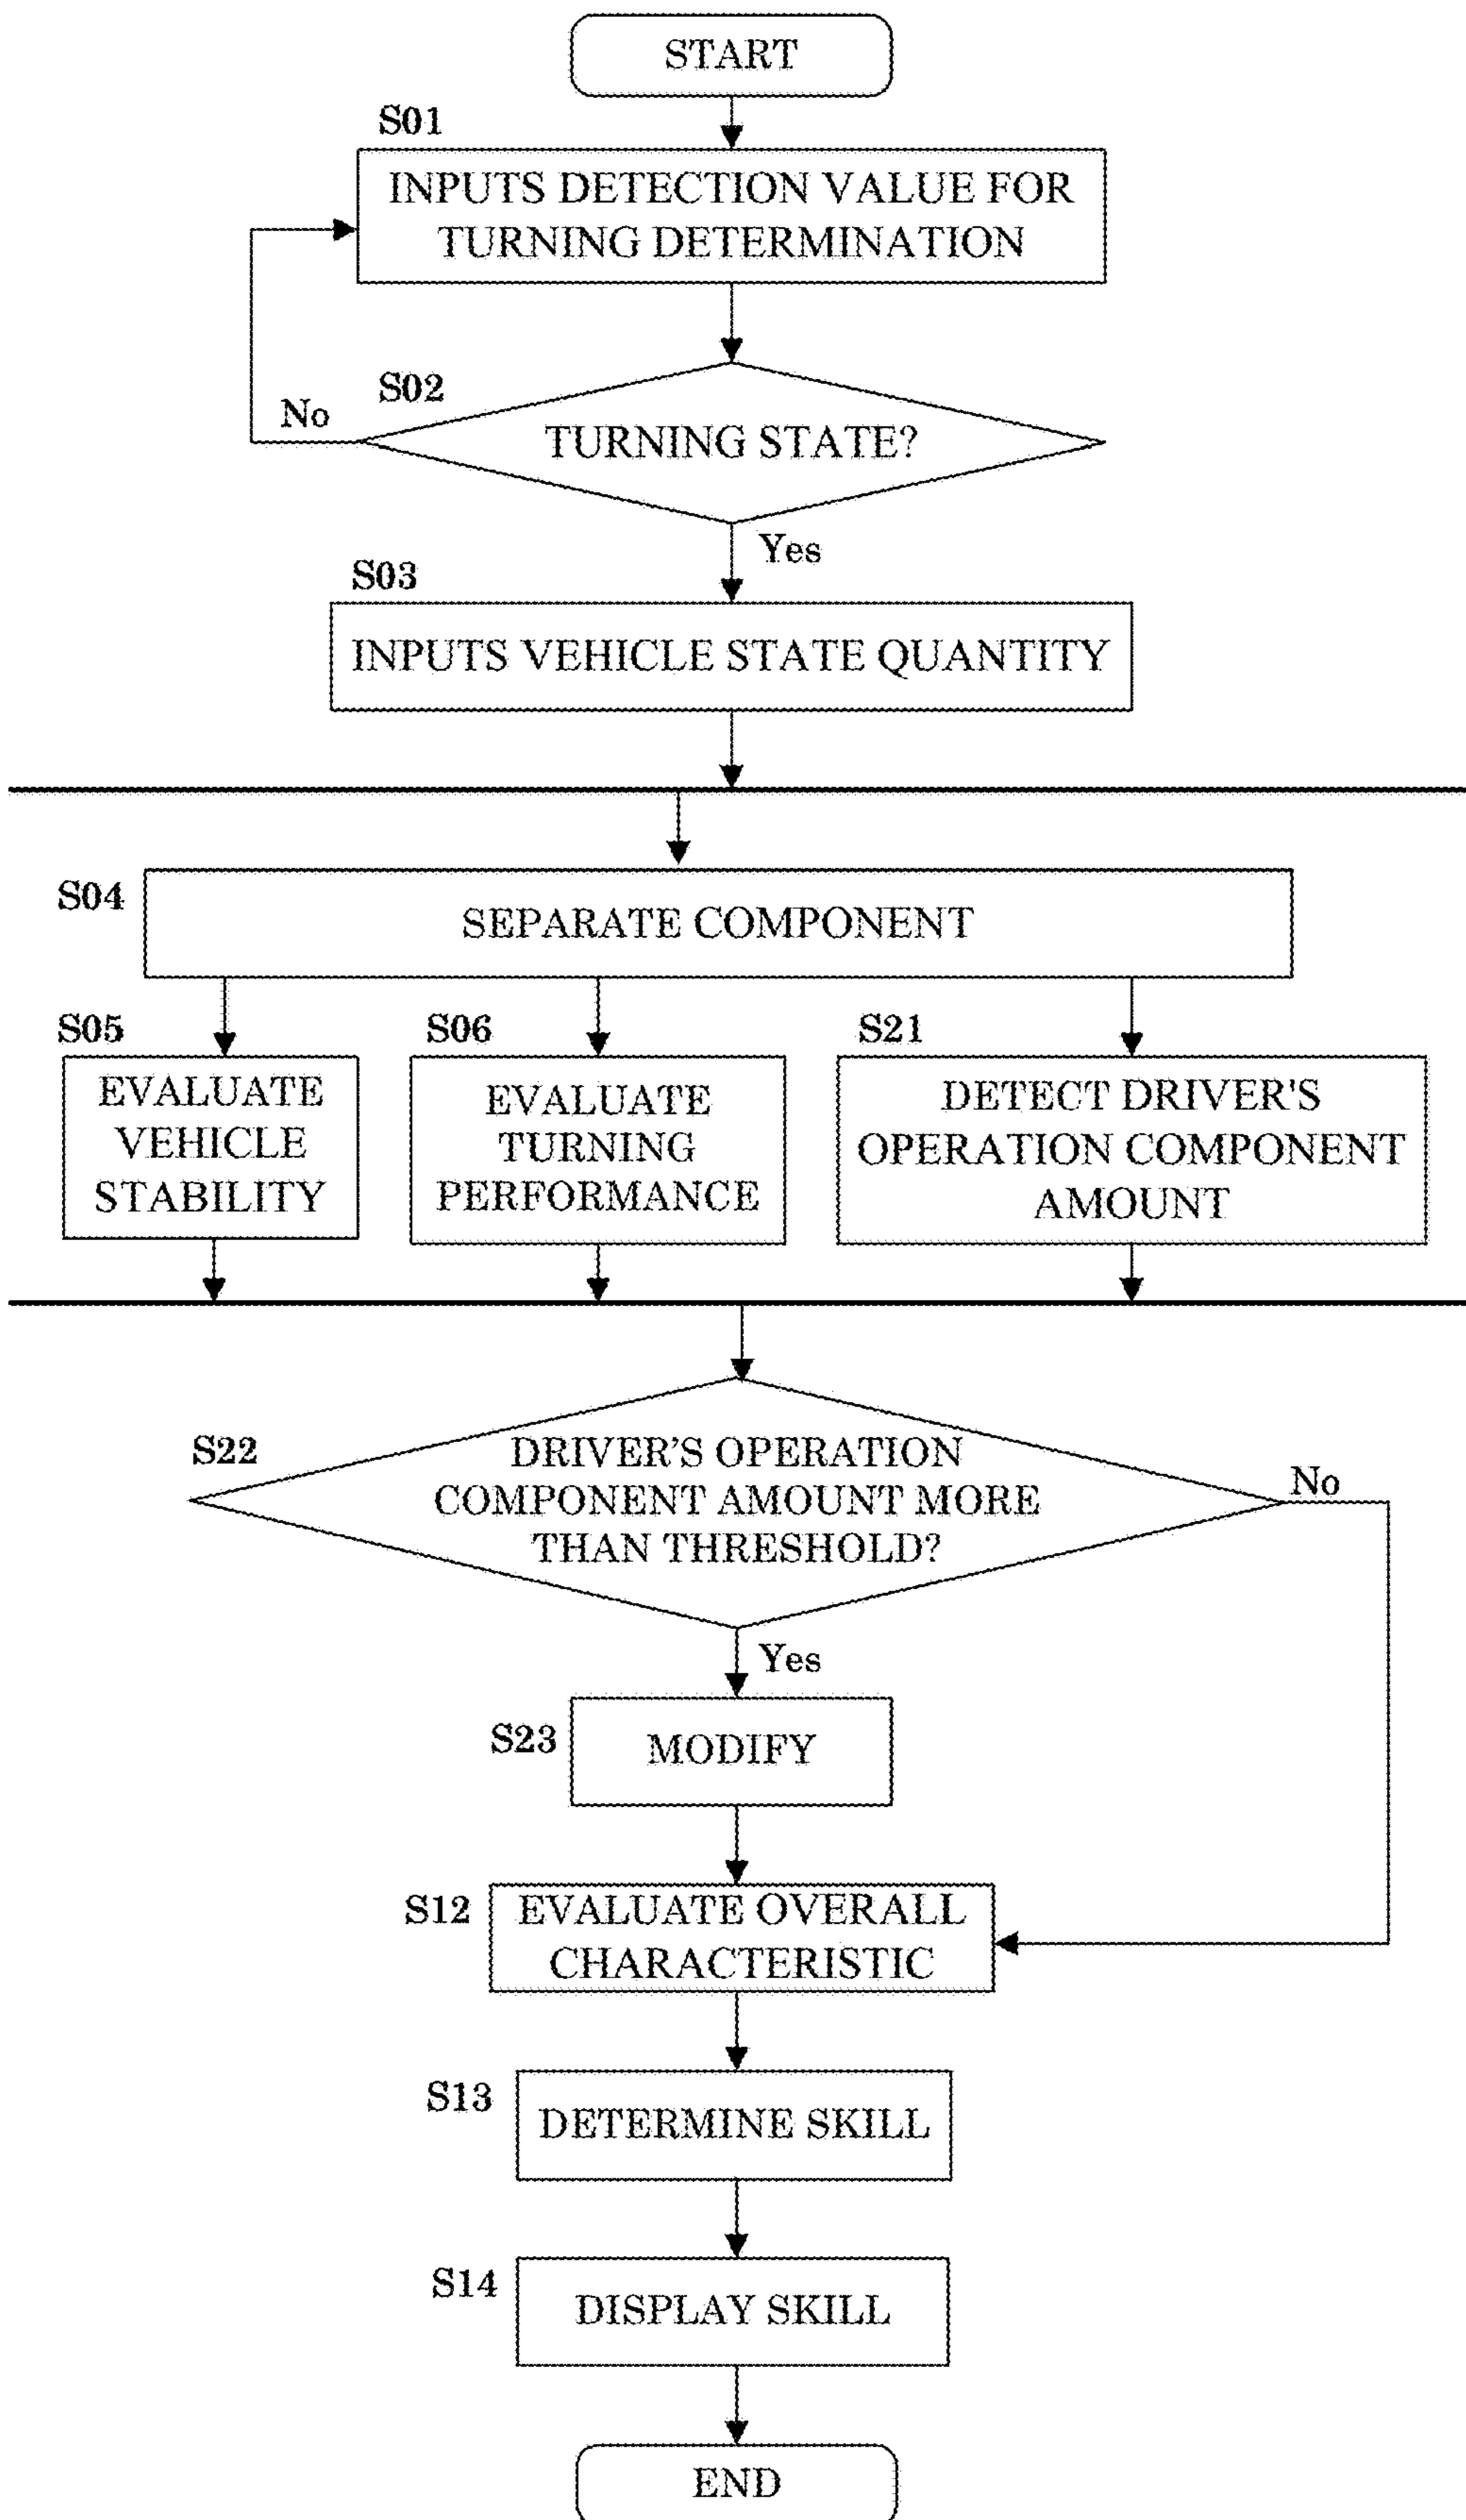 START
S01
INPUTS DETECTION VALUE FOR
TURNING DETERMINATION
S02
No
TURNING STATE?
Yes
S03
INPUTS VEHICLE STATE QUANTITY
S04
SEPARATE COMPONENT
S05
EVALUATE
VEHICLE
STABILITY
S06
EVALUATE
TURNING
PERFORMANCE
S21
DETECT DRIVER'S
OPERATION COMPONENT
AMOUNT
S22
DRIVER'S OPERATION
COMPONENT AMOUNT MORE
THAN THRESHOLD?
No
Yes
S23
MODIFY
S12
EVALUATE OVERALL
CHARACTERISTIC
S13
DETERMINE SKILL
S14
DISPLAY SKILL
END